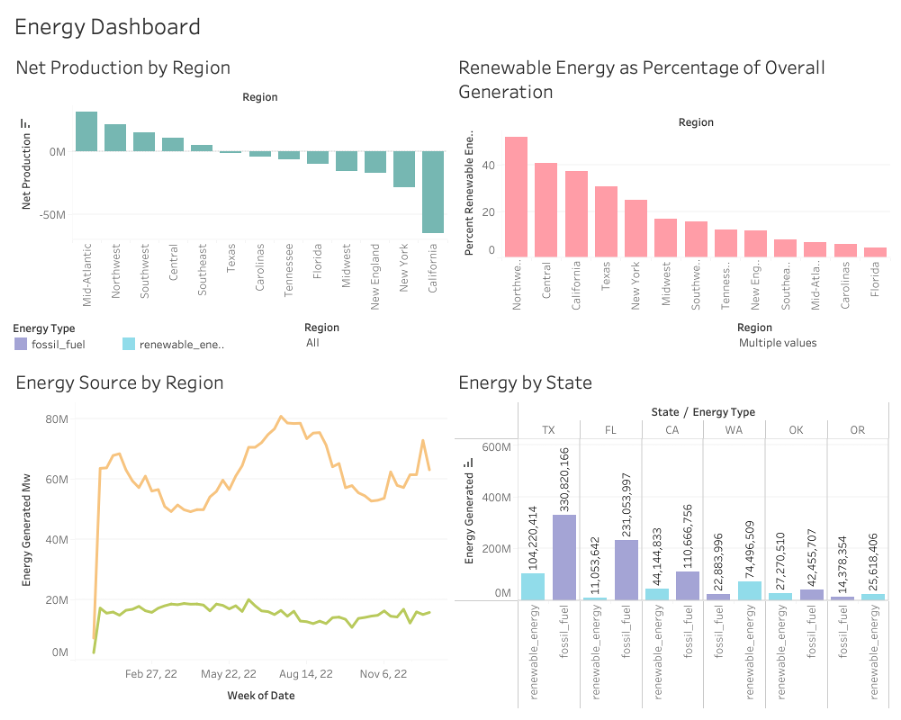 Energy Dashboard
Net Production by Region
Region
Net Production
0M
-50M
Mid-Atlantic
Northwest
Southwest
Central
Southeast
Texas
Carolinas
Tennessee
Florida
Midwest
New England
New York
California
Renewable Energy as Percentage of Overall
Generation
Region
Percent Renewable Ene..
40
20
0
Northwe..
Central
California
Texas
New York
Midwest
Southwe..
Tenness..
New Eng..
Southea..
Mid-Atla..
Carolinas
Florida
Energy Type
fossil_fuel
renewable_ene..
Region
All
Region
Multiple values
Energy Source by Region
Energy Generated Mw
80M
60M
40M
20M
0M
Feb 27, 22
May 22, 22
Aug 14, 22
Nov 6, 22
Week of Date
Energy by State
State / Energy Type
TX
FL
CA
WA
OK
OR
Energy Generated
600M
400M
200M
0M
104,220,414
330,820,166
11,053,642
231,053,997
44,144,833
110,666,756
22,883,996
74,496,509
27,270,510
42,455,707
14,378,354
25,618,406
renewable_energy
fossil_fuel
renewable_energy
fossil_fuel
renewable_energy
fossil_fuel
fossil_fuel
renewable_energy
renewable_energy
fossil_fuel
fossil_fuel
renewable_energy